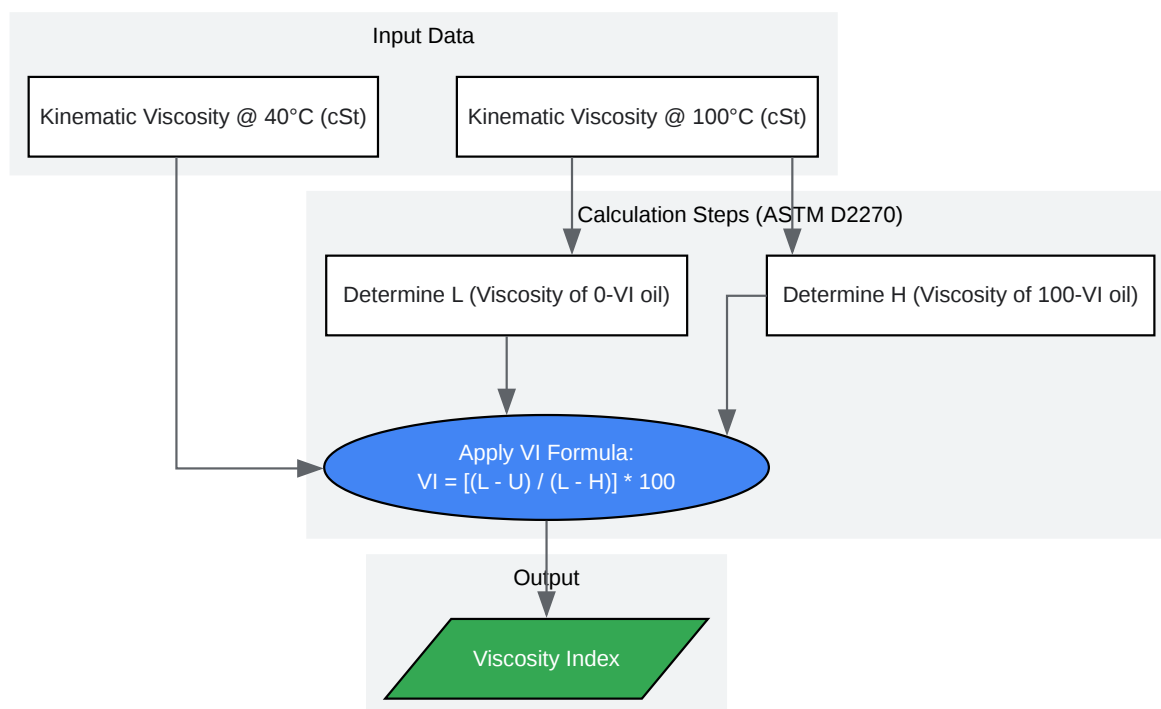 Input Data
Kinematic Viscosity @ 40°C (cSt)
Kinematic Viscosity @ 100°C (cSt)
Calculation Steps (ASTM D2270)
Determine L (Viscosity of 0-VI oil)
Determine H (Viscosity of 100-VI oil)
Apply VI Formula:
VI = [(L - U) / (L - H)] * 100
Output
Viscosity Index